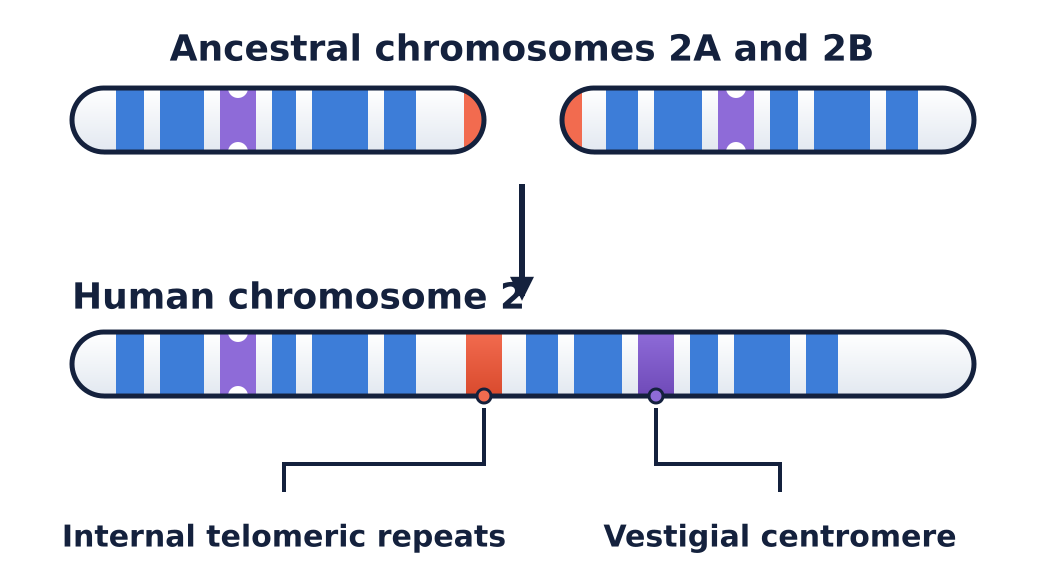 Ancestral chromosomes 2A and 2B
Human chromosome 2
Internal telomeric repeats
Vestigial centromere